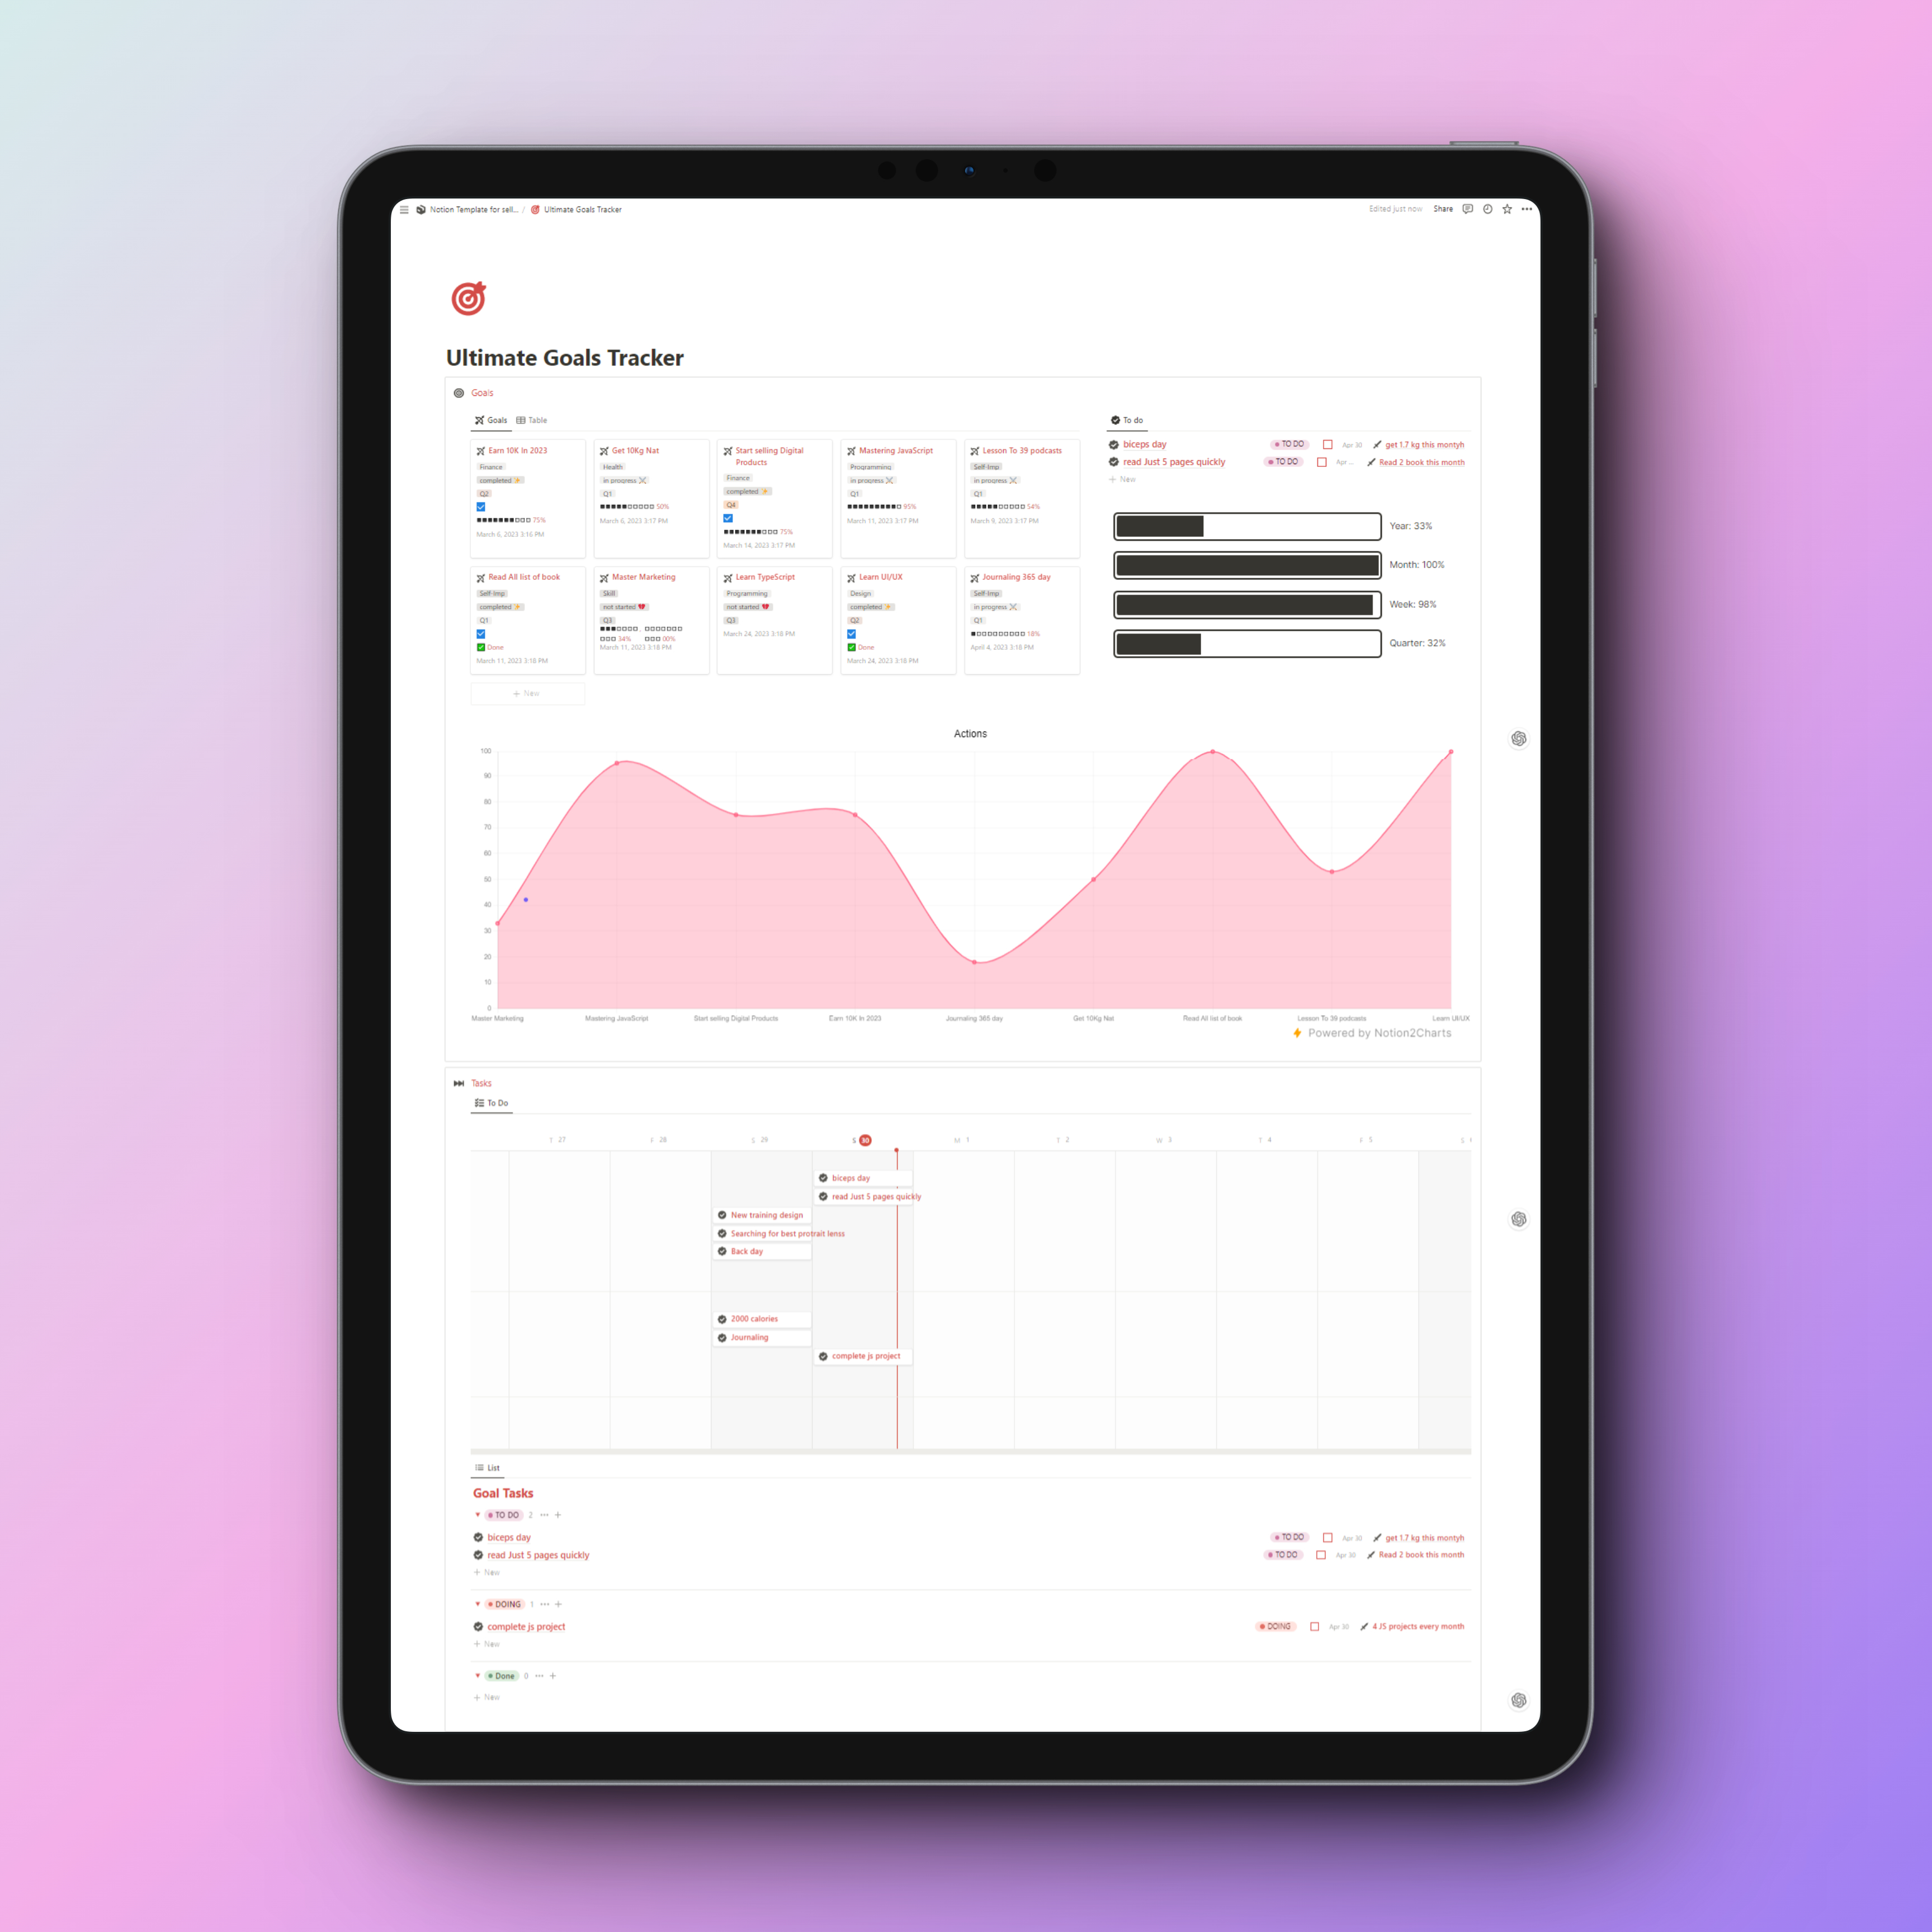 Notion Template for sell... / Ultimate Goals Tracker
Edited just now Share
Ultimate Goals Tracker
Goals
Goals Table
Earn 10K In 2023
Finance
completed
Q2
75%
March 6, 2023 3:16 PM
Get 10Kg Nat
Health
in progress
Q1
50%
March 6, 2023 3:17 PM
Start selling Digital
Products
Finance
completed
Q4
75%
March 14, 2023 3:17 PM
Mastering JavaScript
Programming
in progress
Q1
95%
March 11, 2023 3:17 PM
Lesson To 39 podcasts
Self-Imp
in progress
Q1
54%
March 9, 2023 3:17 PM
Read All list of book
Self-Imp
completed
Q1
Done
March 11, 2023 3:18 PM
Master Marketing
Skill
not started
Q3
34% 00%
March 11, 2023 3:18 PM
Learn TypeScript
Programming
not started
Q3
March 24, 2023 3:18 PM
Learn UI/UX
Design
completed
Q2
Done
March 24, 2023 3:18 PM
Journaling 365 day
Self-Imp
in progress
Q1
18%
April 4, 2023 3:18 PM
+ New
To do
biceps day TO DO Apr 30 get 1.7 kg this montyh
read Just 5 pages quickly TO DO Apr ... Read 2 book this month
+ New
Year: 33%
Month: 100%
Week: 98%
Quarter: 32%
Actions
100
90
80
70
60
50
40
30
20
10
0
Master Marketing Mastering JavaScript Start selling Digital Products Earn 10K In 2023 Journaling 365 day Get 10Kg Nat Read All list of book Lesson To 39 podcasts Learn UI/UX
Powered by Notion2Charts
Tasks
To Do
T 27 F 28 S 29 S 30 M 1 T 2 W 3 T 4 F 5 S
biceps day
read Just 5 pages quickly
New training design
Searching for best protrait lenss
Back day
2000 calories
Journaling
complete js project
List
Goal Tasks
TO DO 2 ... +
biceps day TO DO Apr 30 get 1.7 kg this montyh
read Just 5 pages quickly TO DO Apr 30 Read 2 book this month
+ New
DOING 1 ... +
complete js project DOING Apr 30 4 JS projects every month
+ New
Done 0 ... +
+ New